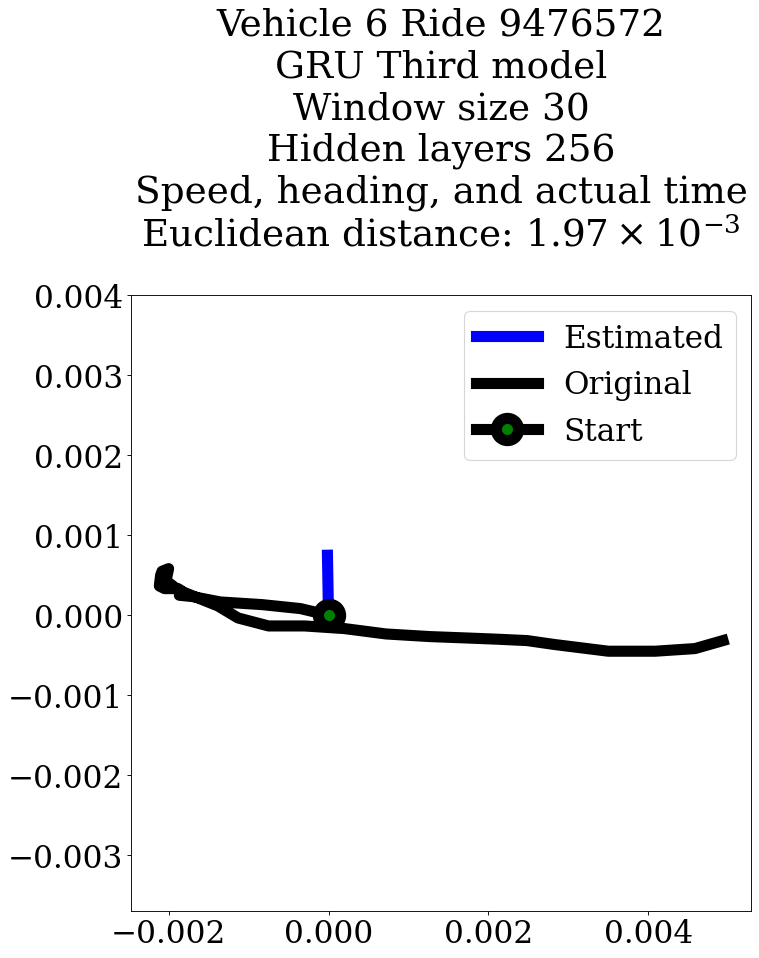 Vehicle 6 Ride 9476572
GRU Third model
Window size 30
Hidden layers 256
Speed, heading, and actual time
Euclidean distance: 1.97 × 10⁻³
0.004
0.003
0.002
0.001
0.000
−0.001
−0.002
−0.003
Estimated
Original
Start
−0.002 0.000 0.002 0.004